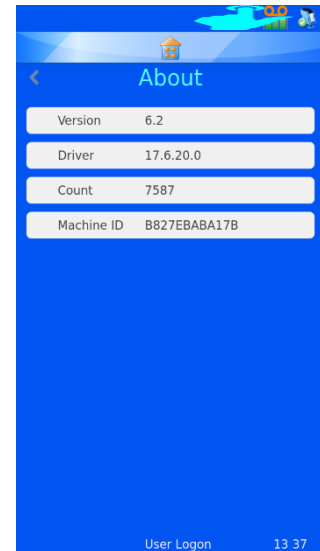 About
Version 6.2
Driver 17.6.20.0
Count 7587
Machine ID B827EBABA17B
User Logon 13 37